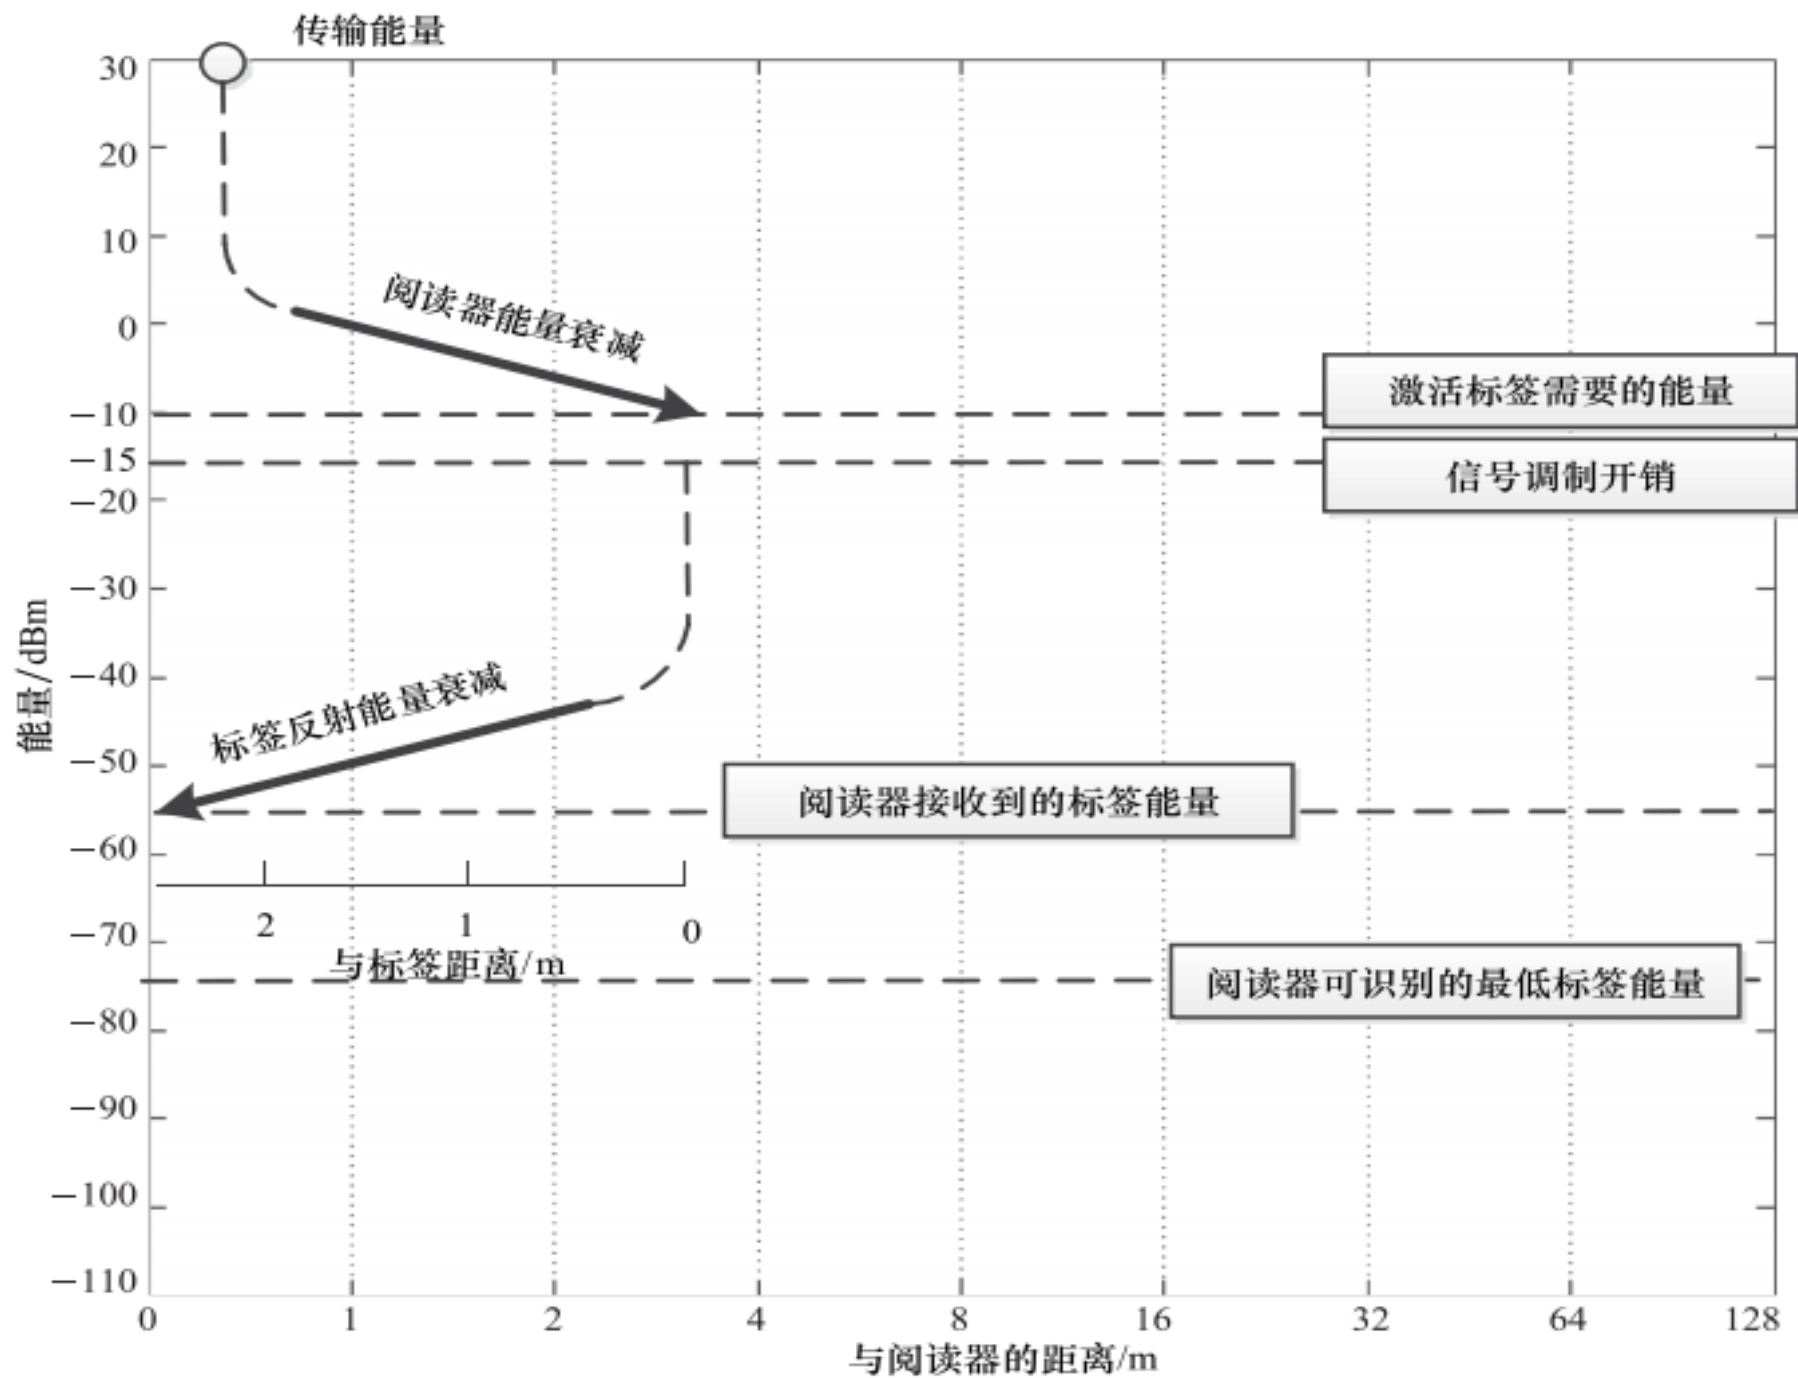 传输能量
30
20
10
0
−10
−15
−20
−30
−40
−50
−60
−70
−80
−90
−100
−110
能量/dBm
阅读器能量衰减
激活标签需要的能量
信号调制开销
标签反射能量衰减
阅读器接收到的标签能量
2 1 0
与标签距离/m
阅读器可识别的最低标签能量
0 1 2 4 8 16 32 64 128
与阅读器的距离/m